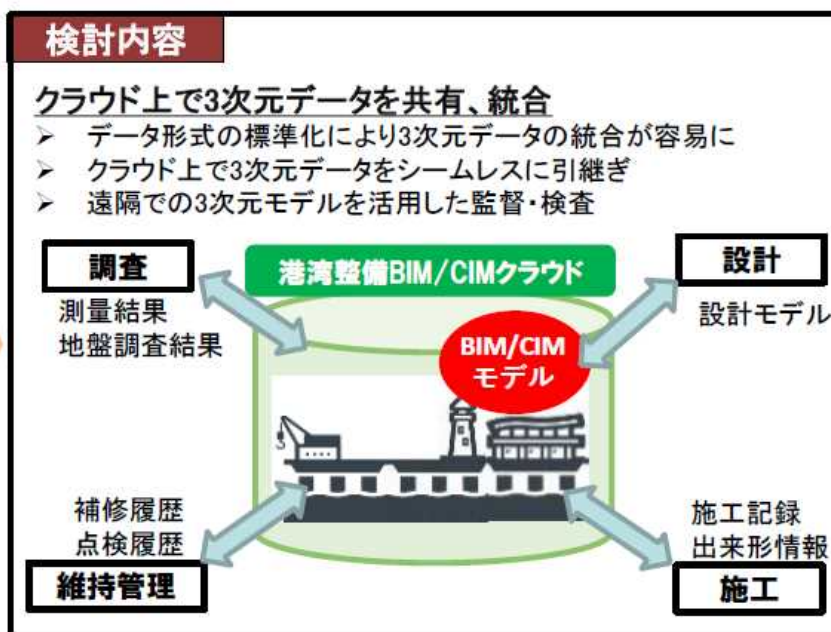 検討内容
クラウド上で3次元データを共有、統合
➢ データ形式の標準化により3次元データの統合が容易に
➢ クラウド上で3次元データをシームレスに引継ぎ
➢ 遠隔での3次元モデルを活用した監督・検査
調査
測量結果
地盤調査結果
港湾整備BIM/CIMクラウド
設計
設計モデル
BIM/CIM
モデル
補修履歴
点検履歴
維持管理
施工記録
出来形情報
施工